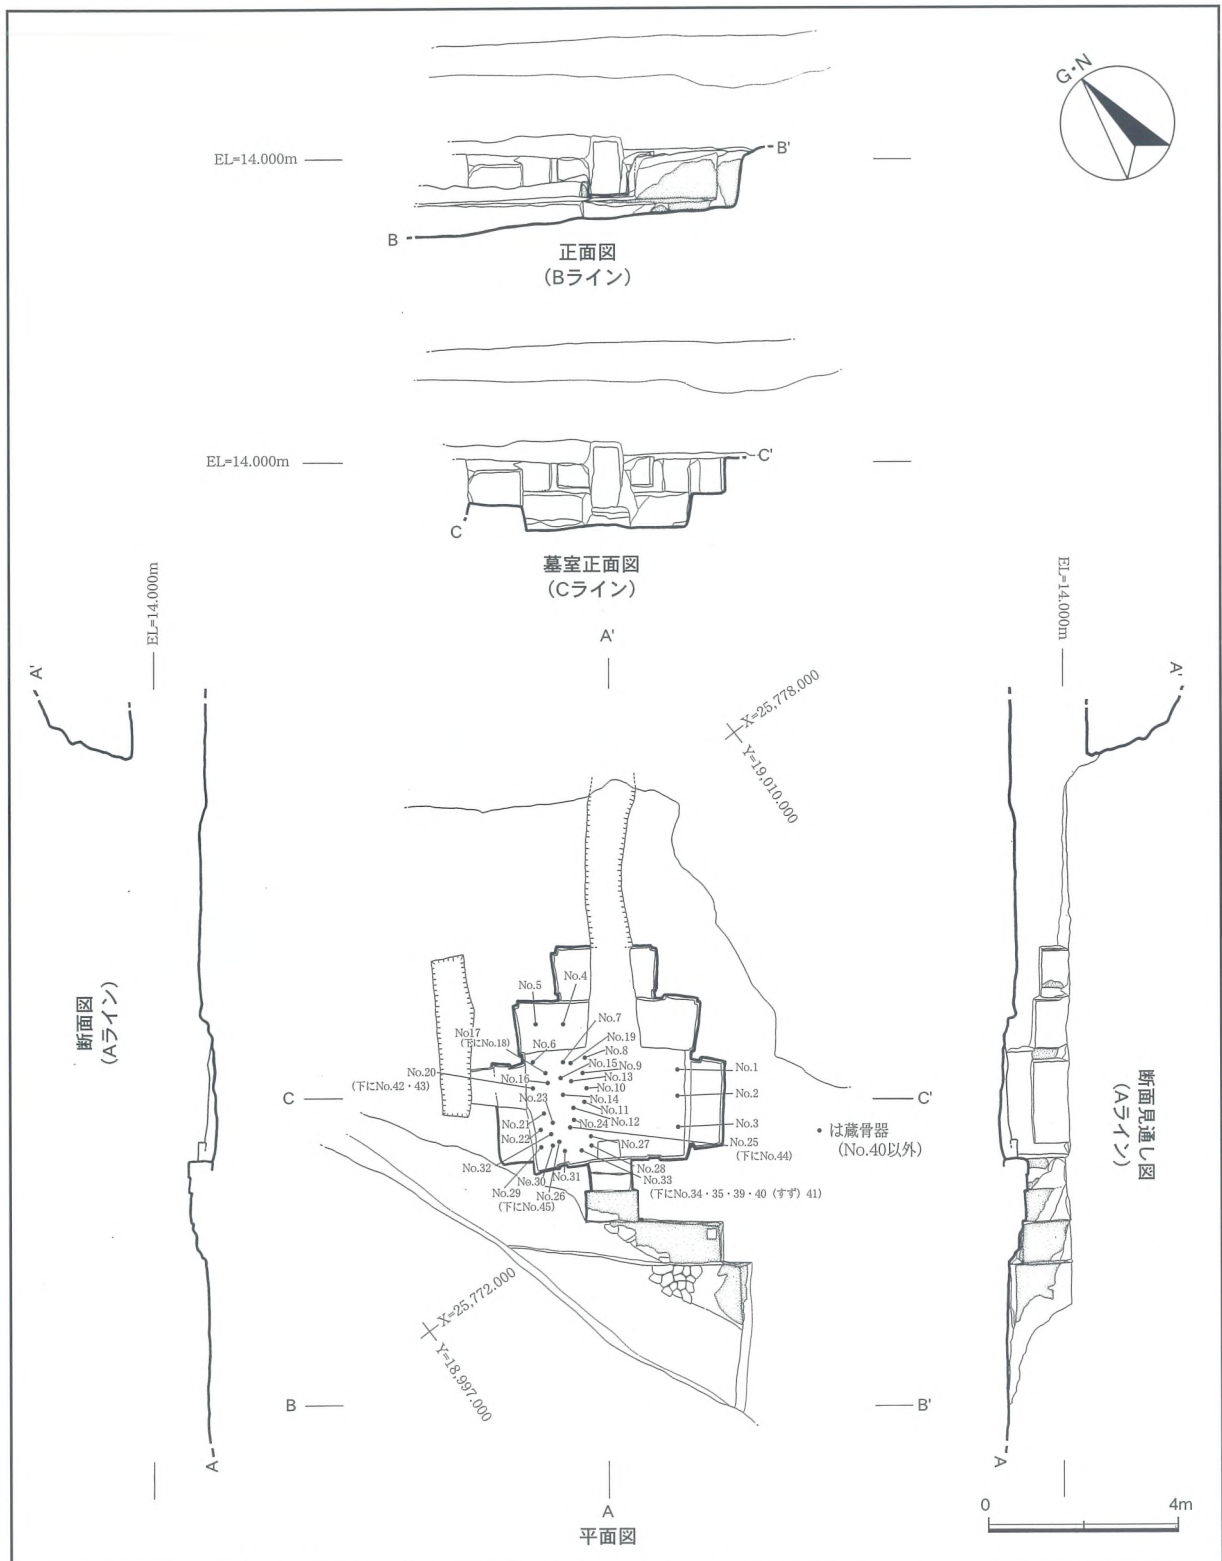 G・N
EL=14.000m
B'
B
正面図
(Bライン)
EL=14.000m
C'
C
墓室正面図
(Cライン)
EL=14.000m
EL=14.000m
A'
A'
A'
X=25,778.000
Y=19,010.000
断面図
(Aライン)
断面見通し図
(Aライン)
No.5
No.4
No.7
No.19
No.8
No17
(下にNo.18)
No.6
No.15
No.9
No.1
No.20
(下にNo.42・43)
No.16
No.13
No.10
No.2
No.23
No.14
C
C'
No.11
No.21
No.12
No.3
No.22
No.24
No.25
(下にNo.44)
No.27
・は蔵骨器
(No.40以外)
No.32
No.28
No.30
No.31
No.33
No.29
(下にNo.45)
No.26
(下にNo.34・35・39・40(すず)41)
X=25,772.000
Y=18,997.000
B
B'
A
A
A
平面図
0
4m